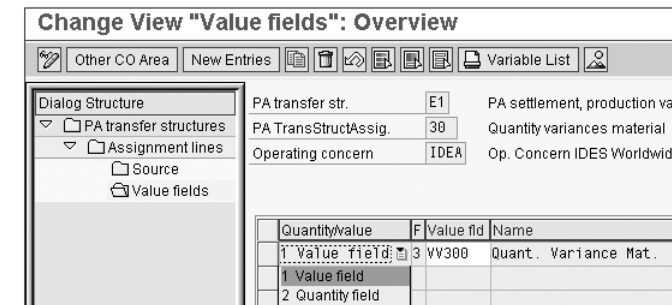 Change View "Value fields": Overview
Other CO Area New Entries Variable List
Dialog Structure
PA transfer structures
Assignment lines
Source
Value fields
PA transfer str. E1 PA settlement, production va
PA TransStructAssig. 30 Quantity variances material
Operating concern IDEA Op. Concern IDES Worldwid
Quantity/value F Value fld Name
1 Value field 3 VV300 Quant. Variance Mat.
1 Value field
2 Quantity field